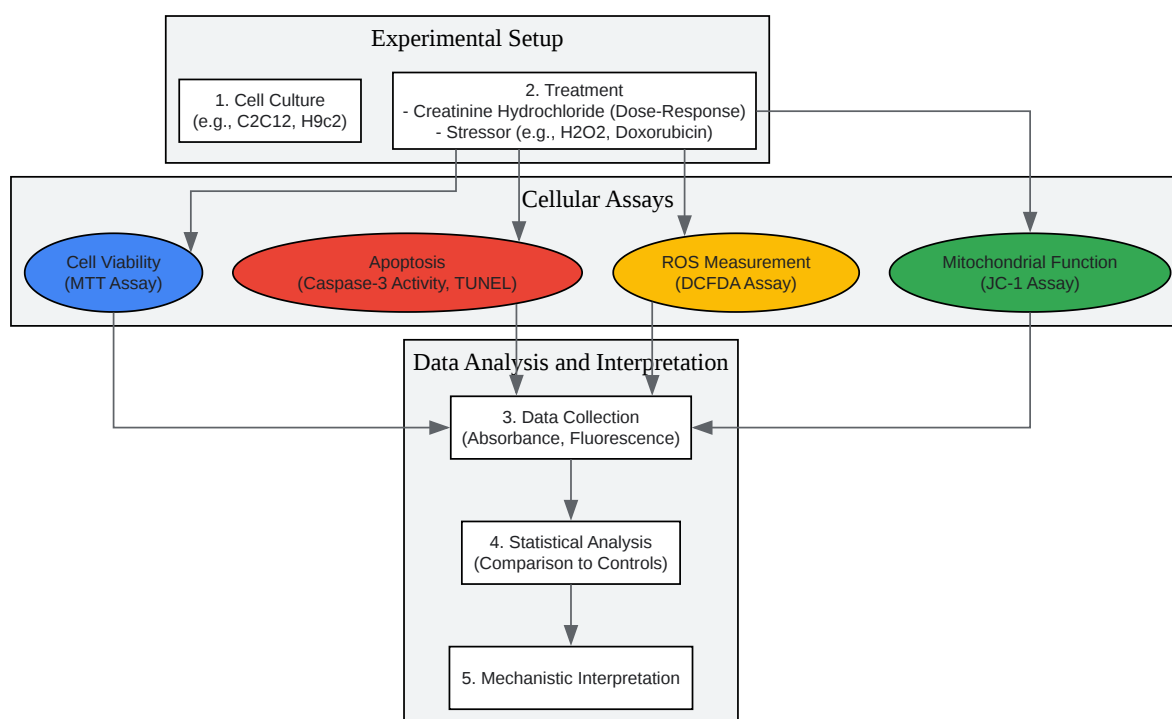 Experimental Setup
1. Cell Culture
(e.g., C2C12, H9c2)
2. Treatment
- Creatinine Hydrochloride (Dose-Response)
- Stressor (e.g., H2O2, Doxorubicin)
Cellular Assays
Cell Viability
(MTT Assay)
Apoptosis
(Caspase-3 Activity, TUNEL)
ROS Measurement
(DCFDA Assay)
Mitochondrial Function
(JC-1 Assay)
Data Analysis and Interpretation
3. Data Collection
(Absorbance, Fluorescence)
4. Statistical Analysis
(Comparison to Controls)
5. Mechanistic Interpretation